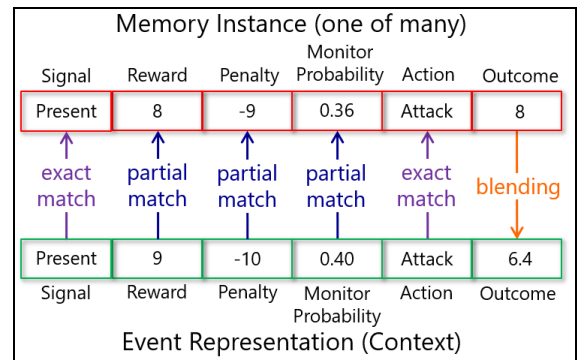 Memory Instance (one of many)
Signal Reward Penalty Monitor Probability Action Outcome
Present 8 -9 0.36 Attack 8
exact match partial match partial match partial match exact match blending
Present 9 -10 0.40 Attack 6.4
Signal Reward Penalty Monitor Probability Action Outcome
Event Representation (Context)